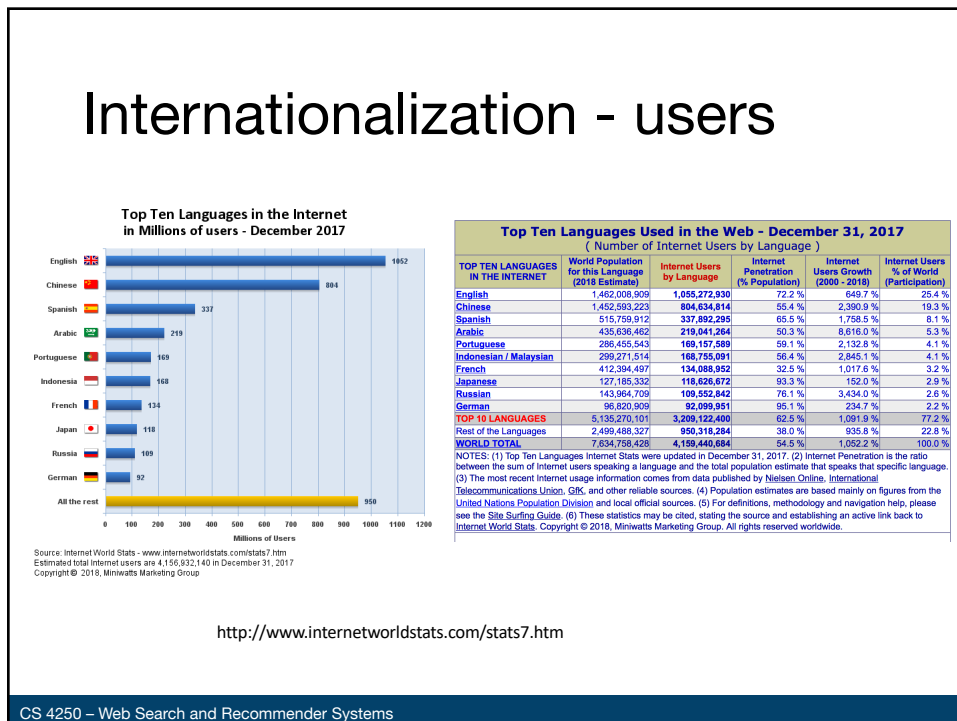 Internationalization - users
Top Ten Languages in the Internet
in Millions of users - December 2017
English 1052
Chinese 804
Spanish 337
Arabic 219
Portuguese 169
Indonesia 168
French 134
Japan 118
Russia 109
German 92
All the rest 950
0 100 200 300 400 500 600 700 800 900 1000 1100 1200
Millions of Users
Source: Internet World Stats - www.internetworldstats.com/stats7.htm
Estimated total Internet users are 4,156,932,140 in December 31, 2017
Copyright © 2018, Miniwatts Marketing Group
Top Ten Languages Used in the Web - December 31, 2017
( Number of Internet Users by Language )
TOP TEN LANGUAGES IN THE INTERNET | World Population for this Language (2018 Estimate) | Internet Users by Language | Internet Penetration (% Population) | Internet Users Growth (2000 - 2018) | Internet Users % of World (Participation)
English 1,462,008,909 1,055,272,930 72.2 % 649.7 % 25.4 %
Chinese 1,452,593,223 804,634,814 55.4 % 2,390.9 % 19.3 %
Spanish 515,759,912 337,892,295 65.5 % 1,758.5 % 8.1 %
Arabic 435,636,462 219,041,264 50.3 % 8,616.0 % 5.3 %
Portuguese 286,455,543 169,157,589 59.1 % 2,132.8 % 4.1 %
Indonesian / Malaysian 299,271,514 168,755,091 56.4 % 2,845.1 % 4.1 %
French 412,394,497 134,088,952 32.5 % 1,017.6 % 3.2 %
Japanese 127,185,332 118,626,672 93.3 % 152.0 % 2.9 %
Russian 143,964,709 109,552,842 76.1 % 3,434.0 % 2.6 %
German 96,820,909 92,099,951 95.1 % 234.7 % 2.2 %
TOP 10 LANGUAGES 5,135,270,101 3,209,122,400 62.5 % 1,091.9 % 77.2 %
Rest of the Languages 2,499,488,327 950,318,284 38.0 % 935.8 % 22.8 %
WORLD TOTAL 7,634,758,428 4,159,440,684 54.5 % 1,052.2 % 100.0 %
NOTES: (1) Top Ten Languages Internet Stats were updated in December 31, 2017. (2) Internet Penetration is the ratio
between the sum of Internet users speaking a language and the total population estimate that speaks that specific language.
(3) The most recent Internet usage information comes from data published by Nielsen Online, International
Telecommunications Union, GfK, and other reliable sources. (4) Population estimates are based mainly on figures from the
United Nations Population Division and local official sources. (5) For definitions, methodology and navigation help, please
see the Site Surfing Guide. (6) These statistics may be cited, stating the source and establishing an active link back to
Internet World Stats. Copyright © 2018, Miniwatts Marketing Group. All rights reserved worldwide.
http://www.internetworldstats.com/stats7.htm
CS 4250 – Web Search and Recommender Systems